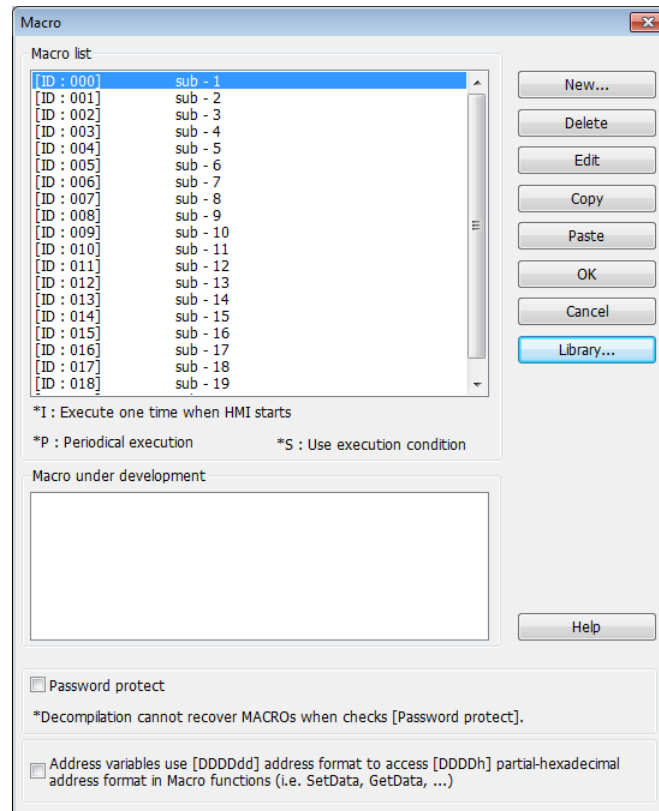 Macro
Macro list
[ID : 000] sub - 1
[ID : 001] sub - 2
[ID : 002] sub - 3
[ID : 003] sub - 4
[ID : 004] sub - 5
[ID : 005] sub - 6
[ID : 006] sub - 7
[ID : 007] sub - 8
[ID : 008] sub - 9
[ID : 009] sub - 10
[ID : 010] sub - 11
[ID : 011] sub - 12
[ID : 012] sub - 13
[ID : 013] sub - 14
[ID : 014] sub - 15
[ID : 015] sub - 16
[ID : 016] sub - 17
[ID : 017] sub - 18
[ID : 018] sub - 19
*I : Execute one time when HMI starts
*P : Periodical execution *S : Use execution condition
New...
Delete
Edit
Copy
Paste
OK
Cancel
Library...
Macro under development
Help
Password protect
*Decompilation cannot recover MACROs when checks [Password protect].
Address variables use [DDDDdd] address format to access [DDDDh] partial-hexadecimal
address format in Macro functions (i.e. SetData, GetData, ...)